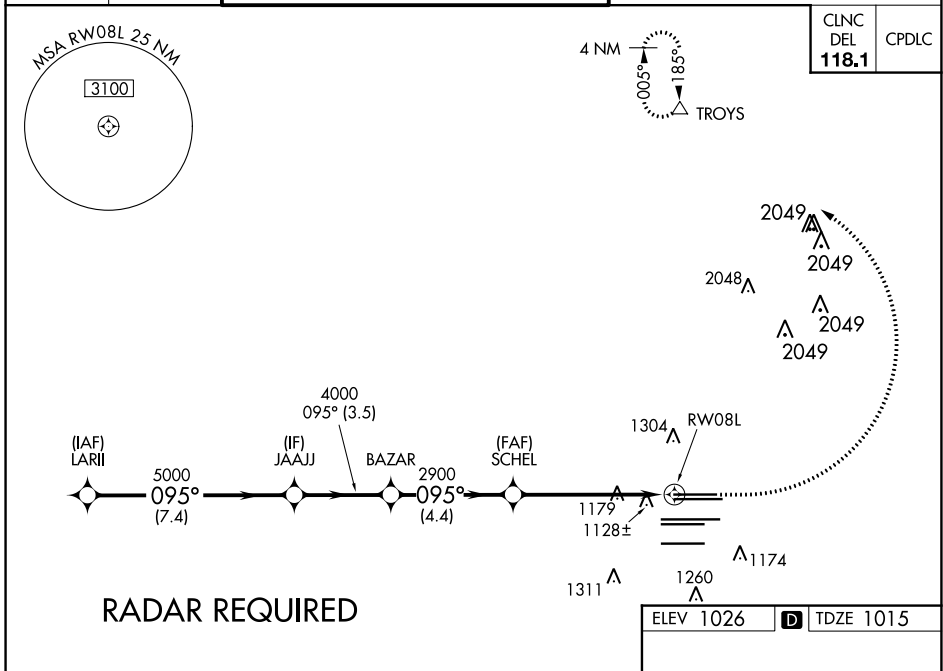 MSA RW08L 25 NM
3100
4 NM
005°
185°
TROYS
CLNC
DEL
118.1
CPDLC
2049
2049
2048
2049
2049
4000
095° (3.5)
1304
RW08L
(IAF)
LARII
5000
095°
(7.4)
(IF)
JAAJJ
BAZAR
2900
095°
(4.4)
(FAF)
SCHEL
1179
1128±
1174
1311
1260
RADAR REQUIRED
ELEV 1026
D
TDZE 1015